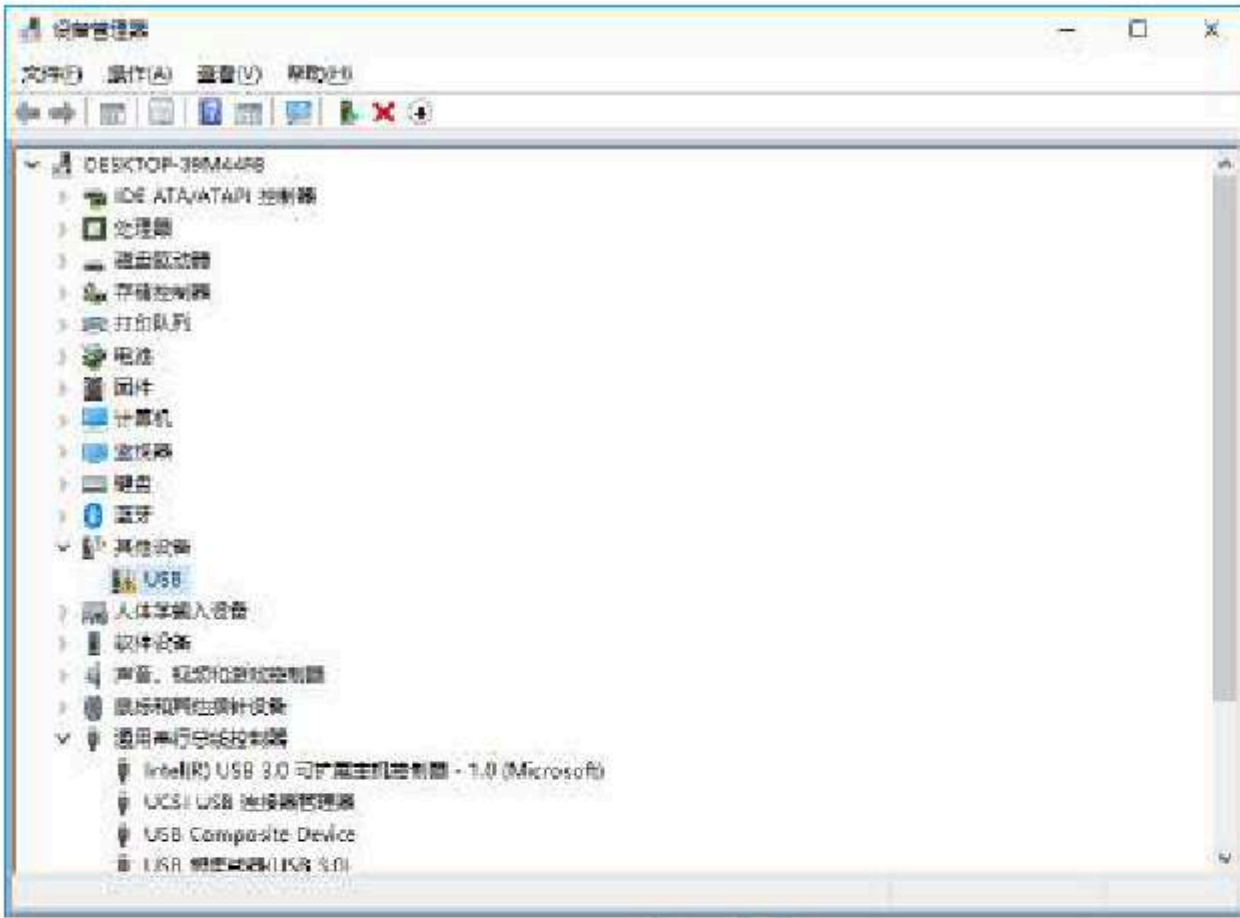 设备管理器
文件(F) 操作(A) 查看(V) 帮助(H)
DESKTOP-
IDE ATA/ATAPI 控制器
处理器
磁盘驱动器
存储控制器
打印队列
电池
固件
计算机
监视器
键盘
蓝牙
其他设备
USB
人体学输入设备
软件设备
声音、视频和游戏控制器
鼠标和其他指针设备
通用串行总线控制器
Intel(R) USB 3.0 可扩展主机控制器 - 1.0 (Microsoft)
UCSI USB 连接器管理器
USB Composite Device
USB 根集线器(USB 3.0)